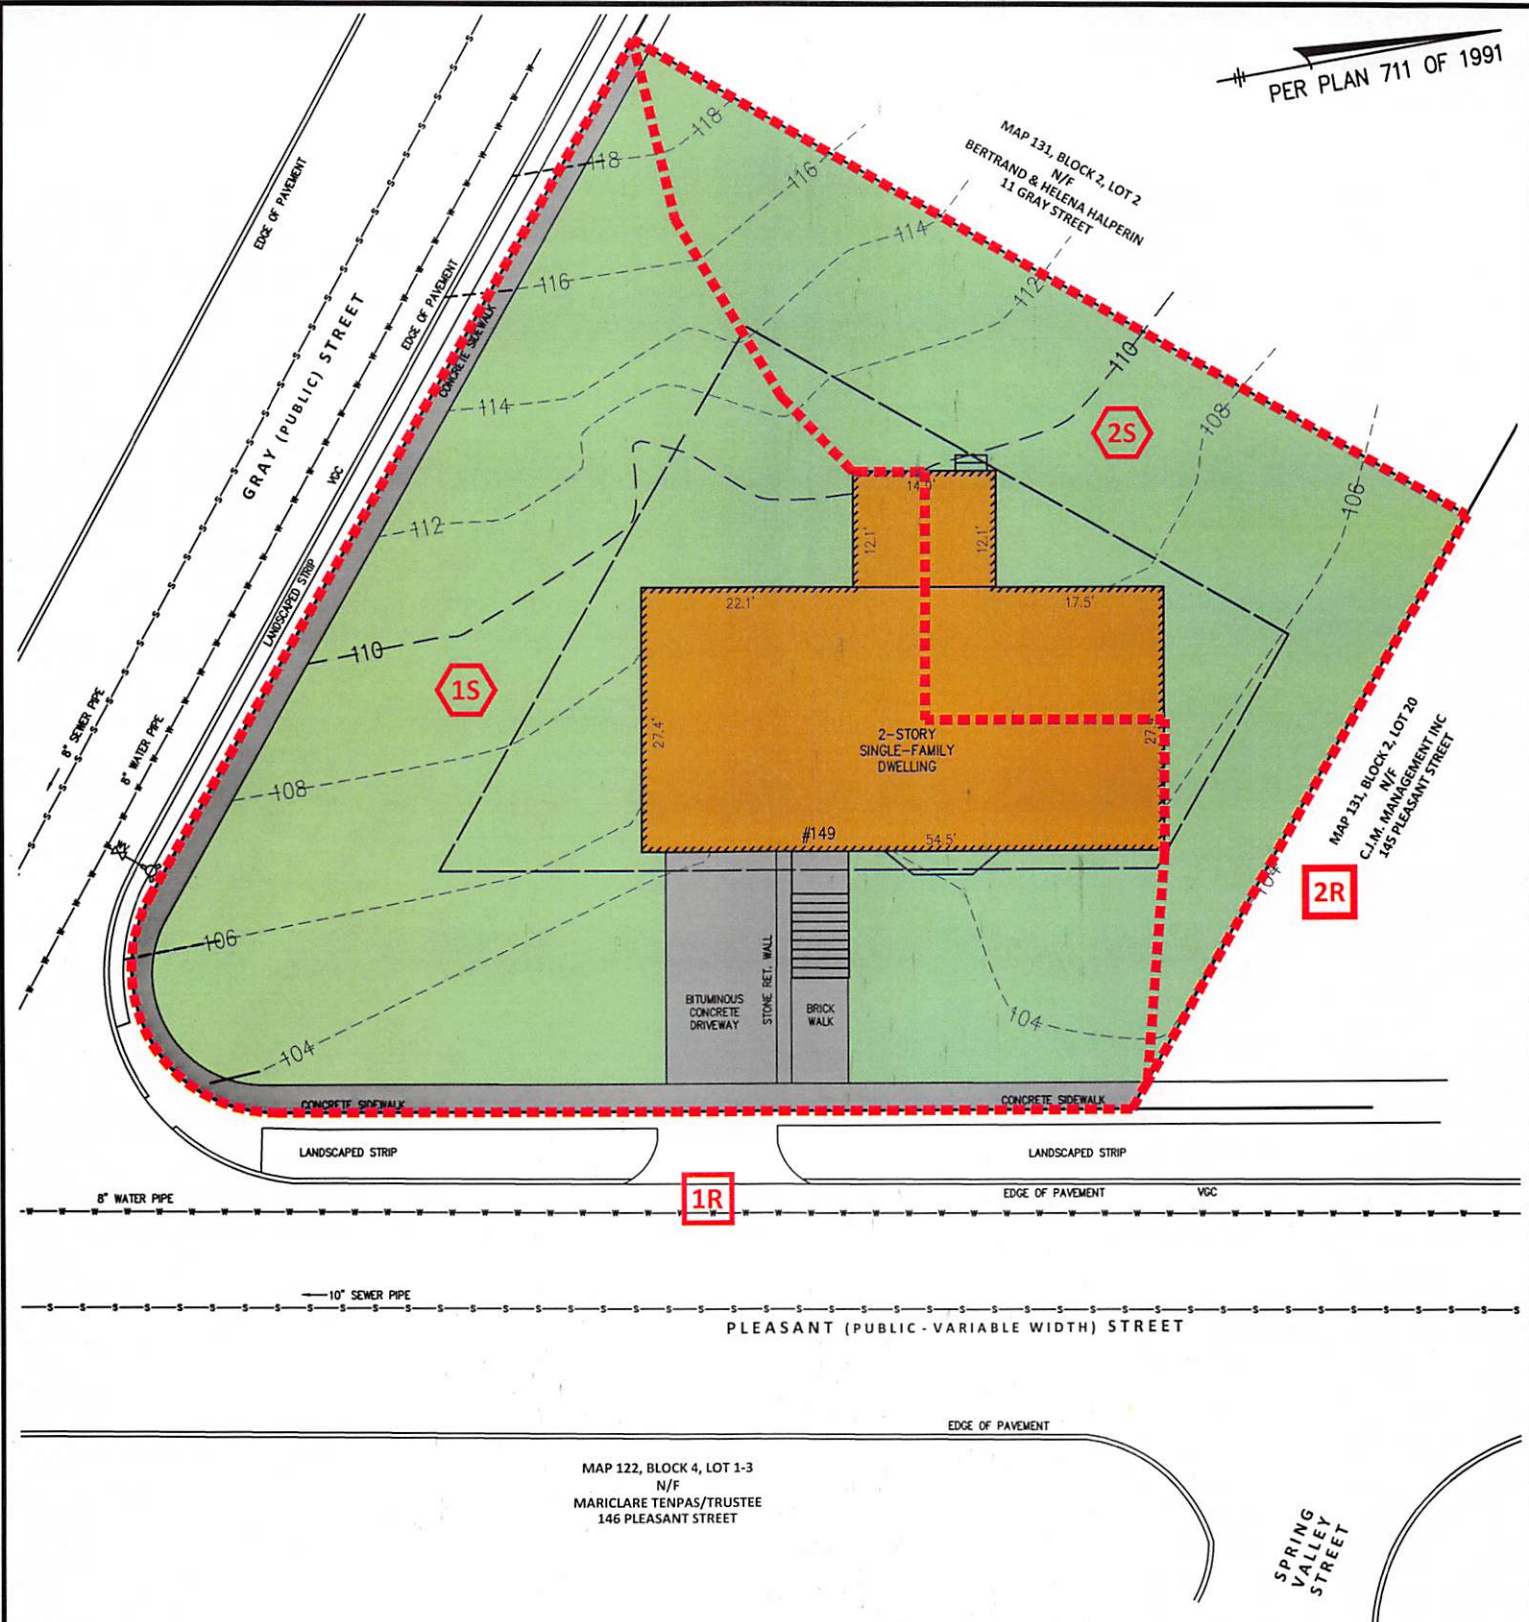 PER PLAN 711 OF 1991
MAP 131, BLOCK 2, LOT 2
N/F
BERTRAND & HELENA HALPERIN
11 GRAY STREET
EDGE OF PAVEMENT
GRAY (PUBLIC) STREET
EDGE OF PAVEMENT
CONCRETE SIDEWALK
VGC
LANDSCAPED STRIP
8" SEWER PIPE
8" WATER PIPE
118
118
116
116
114
114
112
112
110
110
108
108
106
106
104
104
104
2S
1S
14.9'
12.1'
12.1'
22.1'
17.5'
27.4'
27.4'
2-STORY
SINGLE-FAMILY
DWELLING
#149
54.5'
MAP 131, BLOCK 2, LOT 20
N/F
C.J.M. MANAGEMENT INC
145 PLEASANT STREET
2R
BITUMINOUS
CONCRETE
DRIVEWAY
STONE RET. WALL
BRICK
WALK
CONCRETE SIDEWALK
CONCRETE SIDEWALK
LANDSCAPED STRIP
LANDSCAPED STRIP
1R
8" WATER PIPE
EDGE OF PAVEMENT
VGC
10" SEWER PIPE
PLEASANT (PUBLIC - VARIABLE WIDTH) STREET
EDGE OF PAVEMENT
MAP 122, BLOCK 4, LOT 1-3
N/F
MARICLARE TENPAS/TRUSTEE
146 PLEASANT STREET
SPRING
VALLEY
STREET